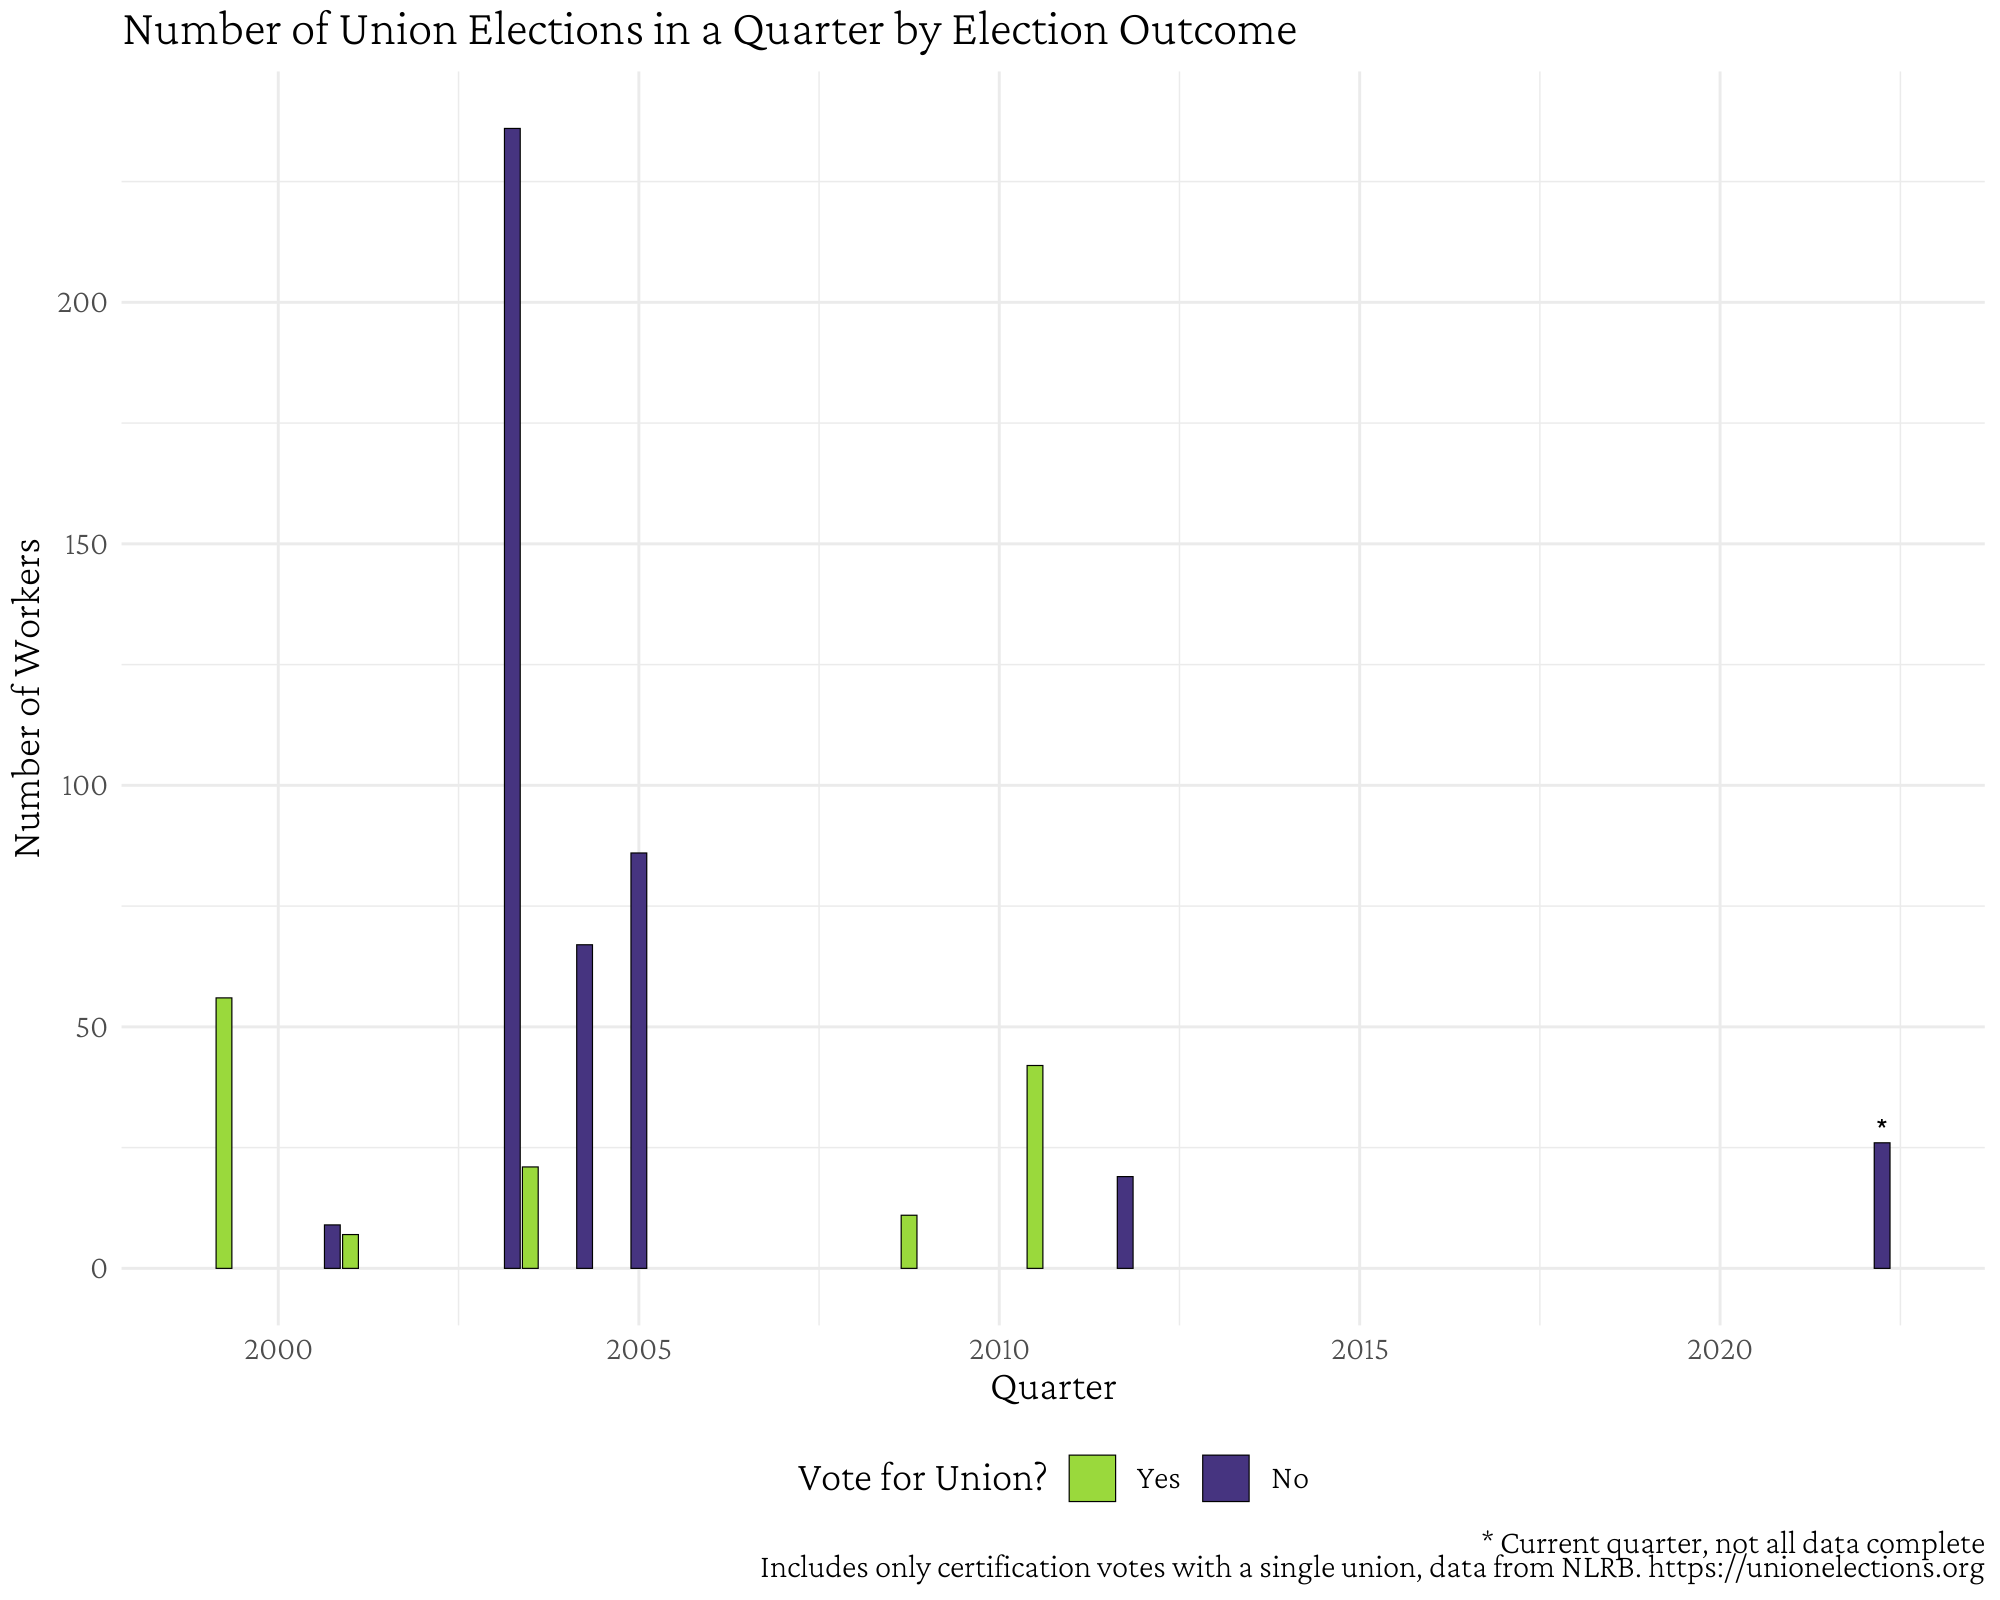 Number of Union Elections in a Quarter by Election Outcome
Number of Workers
200
150
100
50
0
*
2000 2005 2010 2015 2020
Quarter
Vote for Union? Yes No
* Current quarter, not all data complete
Includes only certification votes with a single union, data from NLRB. https://unionelections.org